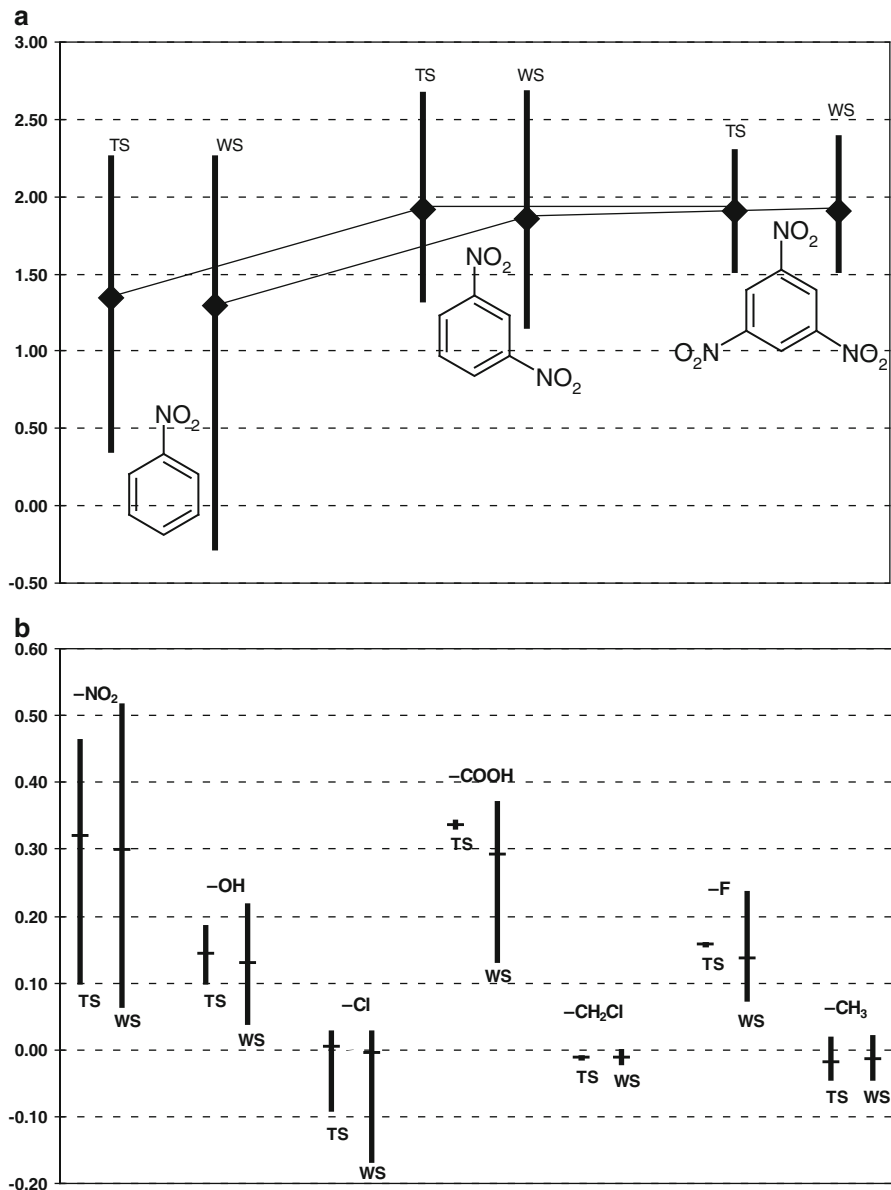 a
3.00
2.50
2.00
1.50
1.00
0.50
0.00
-0.50
TS
WS
TS
WS
TS
WS
NO₂
NO₂
NO₂
NO₂
O₂N
NO₂
b
0.60
0.50
0.40
0.30
0.20
0.10
0.00
-0.10
-0.20
–NO₂
TS
WS
–OH
TS
WS
–Cl
TS
WS
–COOH
TS
WS
–CH₂Cl
TS
WS
–F
TS
WS
–CH₃
TS
WS